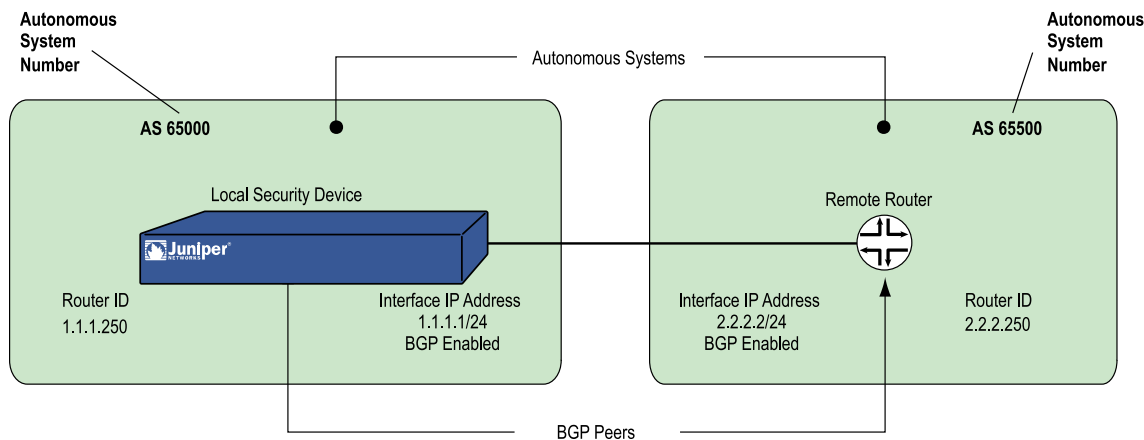 Autonomous
System
Number
Autonomous
System
Number
Autonomous Systems
AS 65000
AS 65500
Local Security Device
Remote Router
Juniper®
NETWORKS
Router ID
1.1.1.250
Interface IP Address
1.1.1.1/24
BGP Enabled
Interface IP Address
2.2.2.2/24
BGP Enabled
Router ID
2.2.2.250
BGP Peers